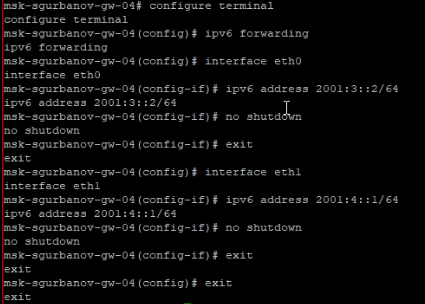 msk-sgurbanov-gw-04# configure terminal
configure terminal
msk-sgurbanov-gw-04(config)# ipv6 forwarding
ipv6 forwarding
msk-sgurbanov-gw-04(config)# interface eth0
interface eth0
msk-sgurbanov-gw-04(config-if)# ipv6 address 2001:3::2/64
ipv6 address 2001:3::2/64
msk-sgurbanov-gw-04(config-if)# no shutdown
no shutdown
msk-sgurbanov-gw-04(config-if)# exit
exit
msk-sgurbanov-gw-04(config)# interface eth1
interface eth1
msk-sgurbanov-gw-04(config-if)# ipv6 address 2001:4::1/64
ipv6 address 2001:4::1/64
msk-sgurbanov-gw-04(config-if)# no shutdown
no shutdown
msk-sgurbanov-gw-04(config-if)# exit
exit
msk-sgurbanov-gw-04(config)# exit
exit